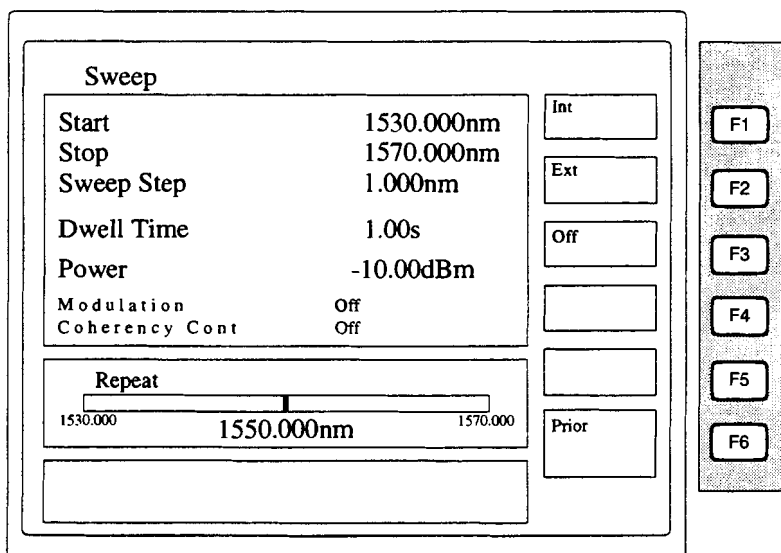 Sweep
Start 1530.000nm
Stop 1570.000nm
Sweep Step 1.000nm
Dwell Time 1.00s
Power -10.00dBm
Modulation Off
Coherency Cont Off
Repeat
1530.000 1570.000
1550.000nm
Int
Ext
Off
Prior
F1
F2
F3
F4
F5
F6